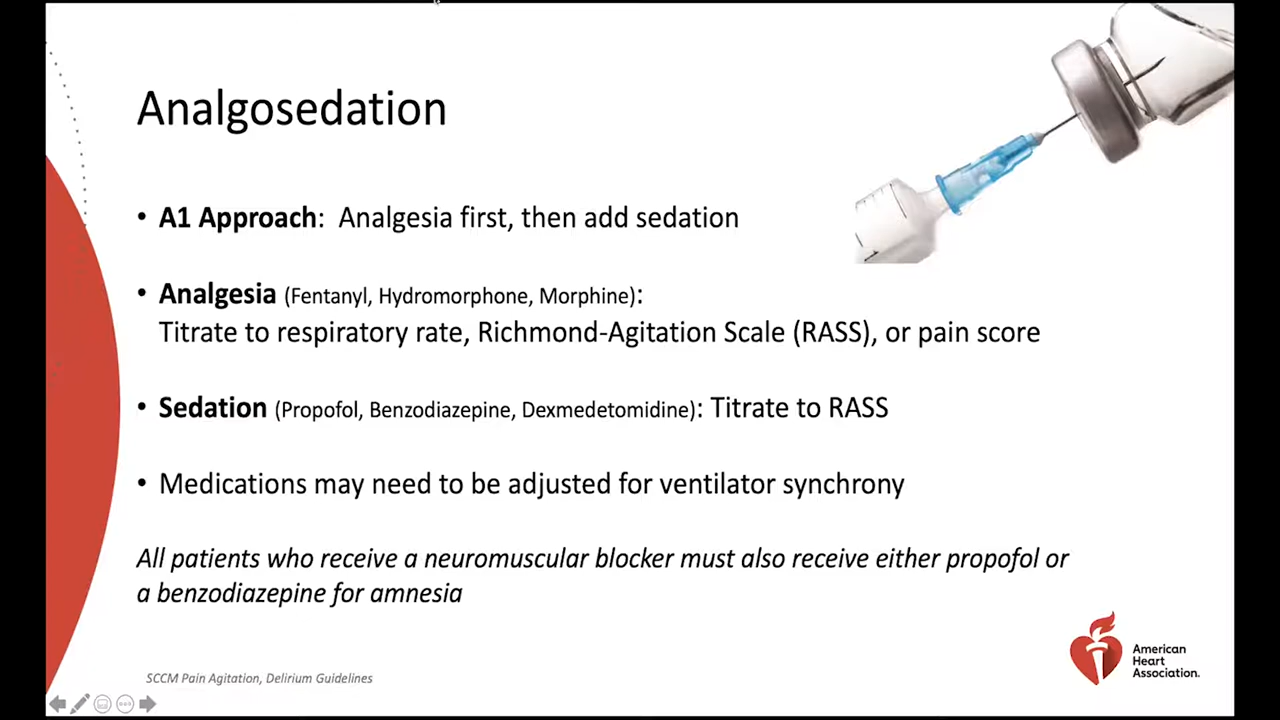 Analgosedation
• A1 Approach: Analgesia first, then add sedation
• Analgesia (Fentanyl, Hydromorphone, Morphine):
Titrate to respiratory rate, Richmond-Agitation Scale (RASS), or pain score
• Sedation (Propofol, Benzodiazepine, Dexmedetomidine): Titrate to RASS
• Medications may need to be adjusted for ventilator synchrony
All patients who receive a neuromuscular blocker must also receive either propofol or
a benzodiazepine for amnesia
SCCM Pain Agitation, Delirium Guidelines
American
Heart
Association.